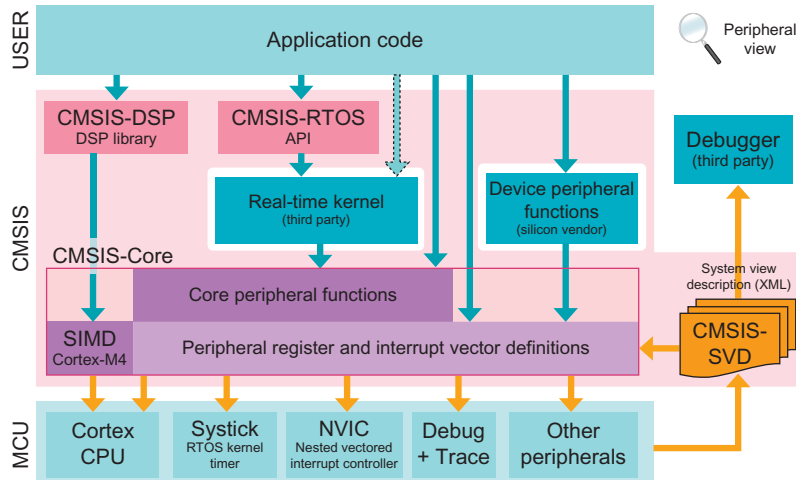 USER
Application code
Peripheral
view
CMSIS
CMSIS-DSP
DSP library
CMSIS-RTOS
API
Debugger
(third party)
Real-time kernel
(third party)
Device peripheral
functions
(silicon vendor)
CMSIS-Core
Core peripheral functions
System view
description (XML)
SIMD
Cortex-M4
Peripheral register and interrupt vector definitions
CMSIS-
SVD
MCU
Cortex
CPU
Systick
RTOS kernel
timer
NVIC
Nested vectored
interrupt controller
Debug
+ Trace
Other
peripherals